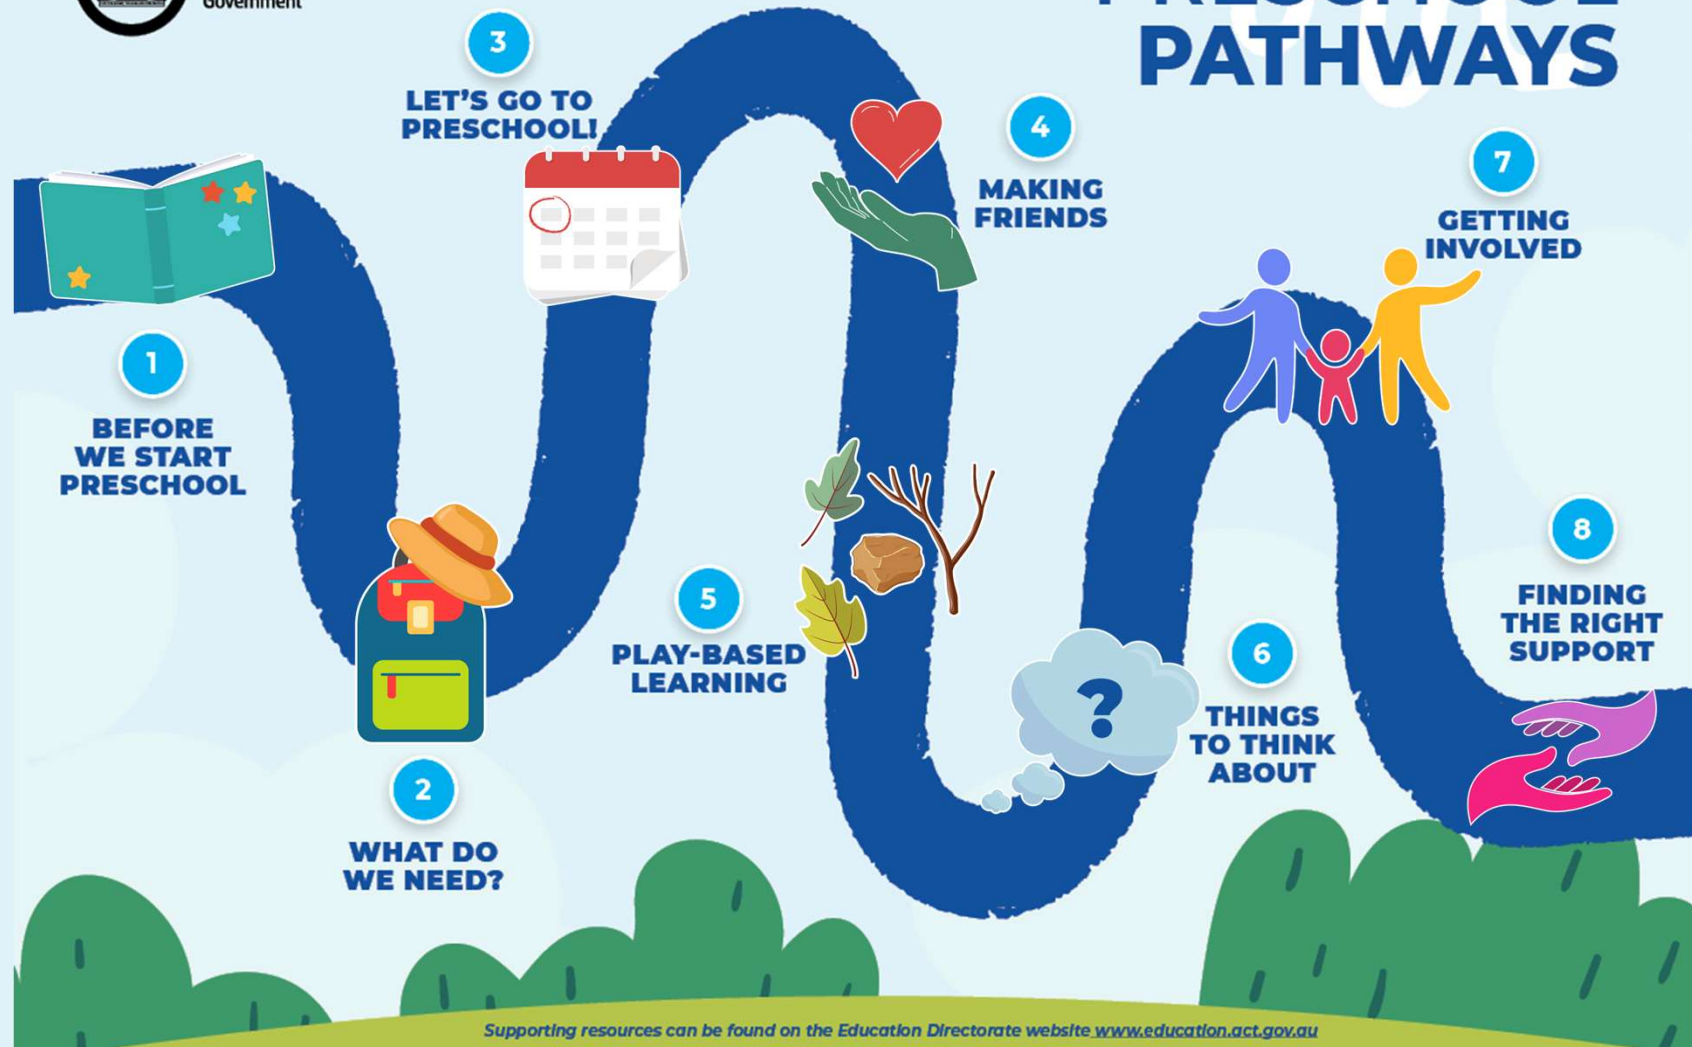 Government
PRESCHOOL
PATHWAYS
1
BEFORE
WE START
PRESCHOOL
2
WHAT DO
WE NEED?
3
LET'S GO TO
PRESCHOOL!
4
MAKING
FRIENDS
5
PLAY-BASED
LEARNING
6
?
THINGS
TO THINK
ABOUT
7
GETTING
INVOLVED
8
FINDING
THE RIGHT
SUPPORT
Supporting resources can be found on the Education Directorate website www.education.act.gov.au